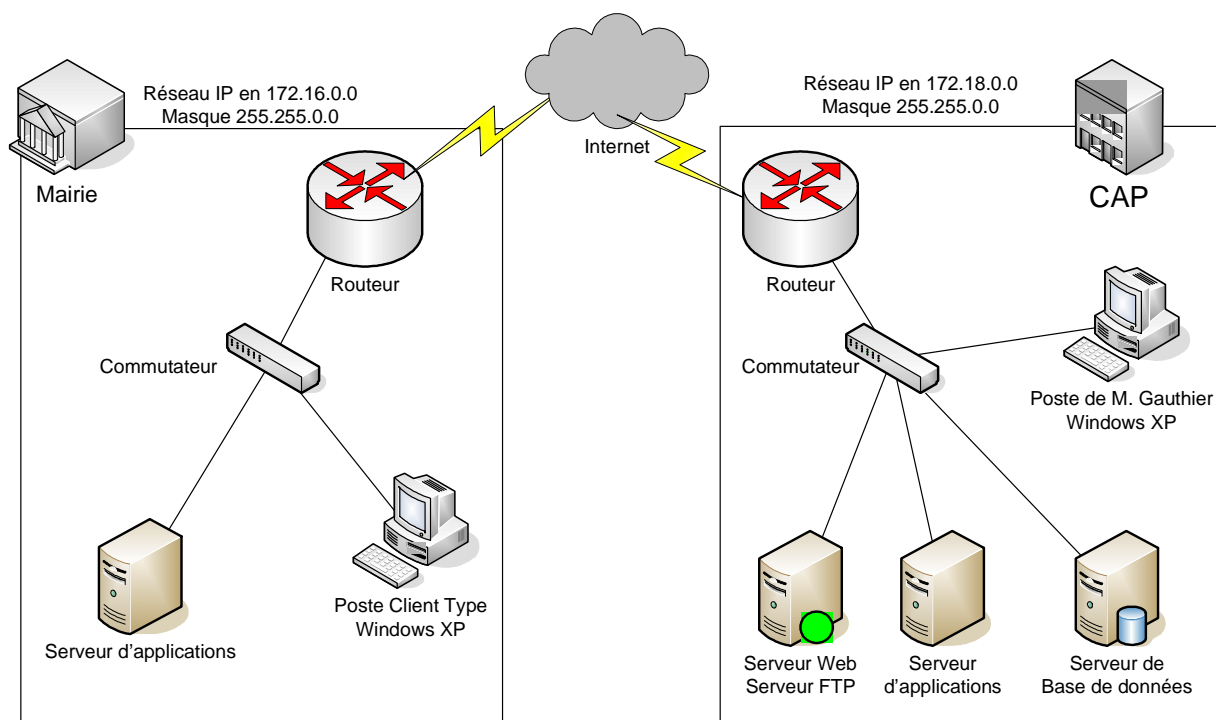 Réseau IP en 172.16.0.0
Masque 255.255.0.0
Mairie
Internet
Réseau IP en 172.18.0.0
Masque 255.255.0.0
CAP
Routeur
Routeur
Commutateur
Commutateur
Poste de M. Gauthier
Windows XP
Poste Client Type
Windows XP
Serveur d'applications
Serveur Web
Serveur FTP
Serveur
d'applications
Serveur de
Base de données